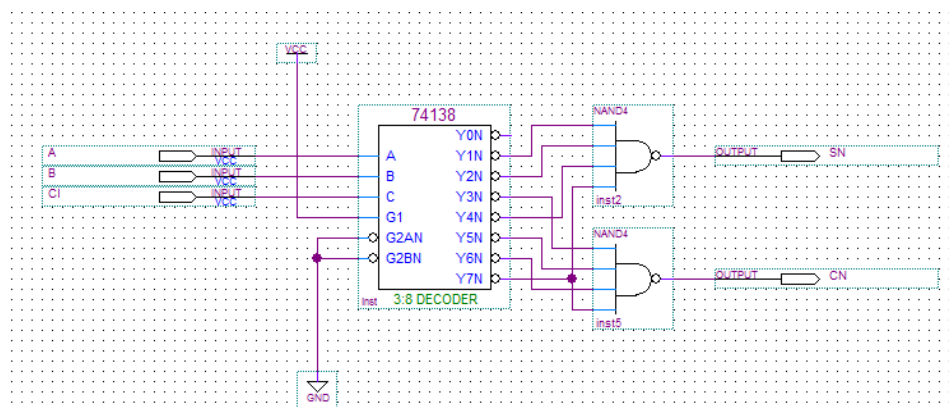 VCC
74138
A
INPUT
VCC
B
INPUT
VCC
CI
INPUT
VCC
A
B
C
G1
G2AN
G2BN
Y0N
Y1N
Y2N
Y3N
Y4N
Y5N
Y6N
Y7N
inst
3:8 DECODER
NAND4
inst2
OUTPUT
SN
NAND4
inst5
OUTPUT
CN
GND